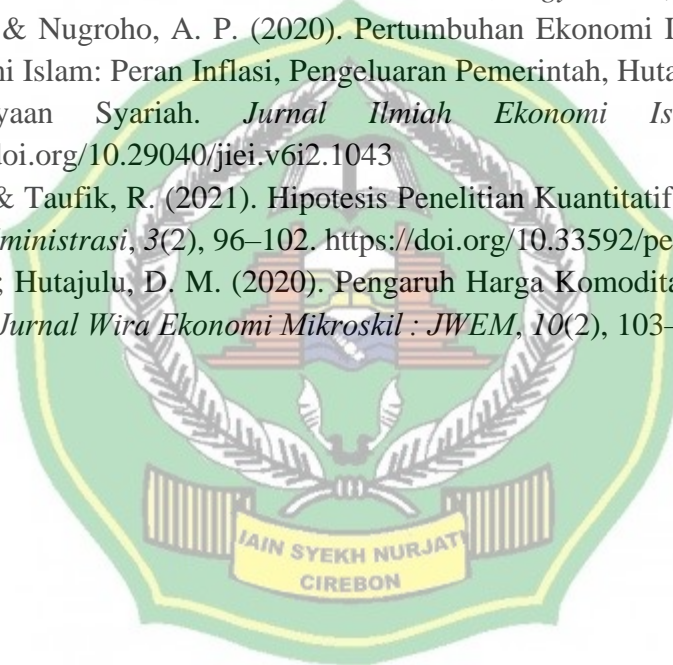 & Nugroho, A. P. (2020). Pertumbuhan Ekonomi I
ni Islam: Peran Inflasi, Pengeluaran Pemerintah, Huta
yaan Syariah. Jurnal Ilmiah Ekonomi Is
doi.org/10.29040/jiei.v6i2.1043
& Taufik, R. (2021). Hipotesis Penelitian Kuantitatif
ministrasi, 3(2), 96–102. https://doi.org/10.33592/pe
; Hutajulu, D. M. (2020). Pengaruh Harga Komodita
Jurnal Wira Ekonomi Mikroskil : JWEM, 10(2), 103–
IAIN SYEKH NURJATI
CIREBON